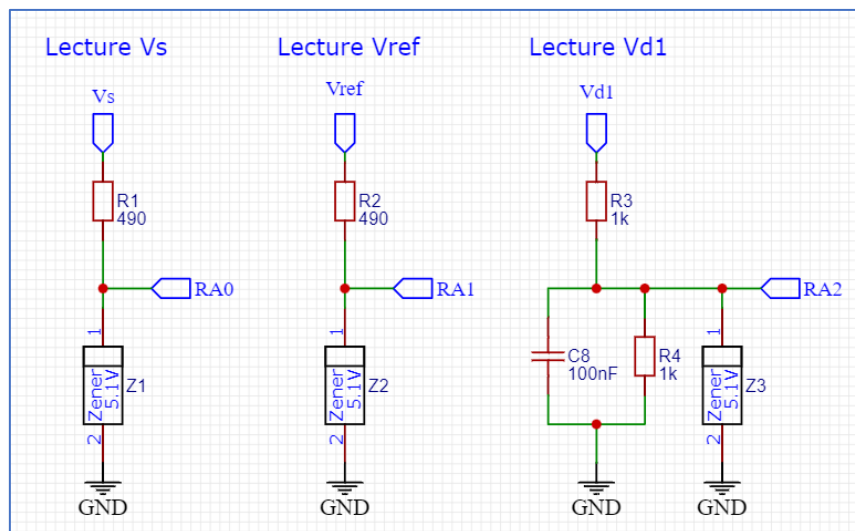 Lecture Vs
Lecture Vref
Lecture Vd1
Vs
Vref
Vd1
R1
490
R2
490
R3
1k
RA0
RA1
RA2
1
Zener
5.1V
Z1
2
1
Zener
5.1V
Z2
2
C8
100nF
R4
1k
1
Zener
5.1V
Z3
2
GND
GND
GND
GND